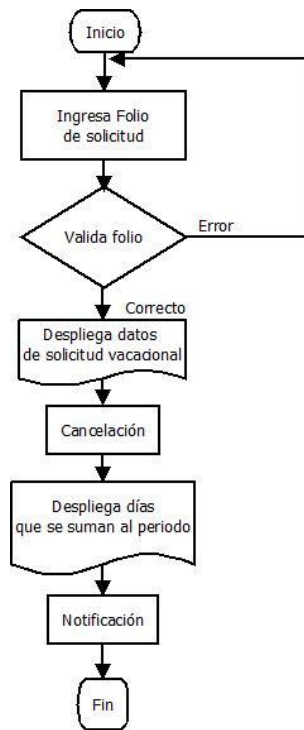 Inicio
Ingresa Folio
de solicitud
Valida folio
Error
Correcto
Despliega datos
de solicitud vacacional
Cancelación
Despliega días
que se suman al periodo
Notificación
Fin